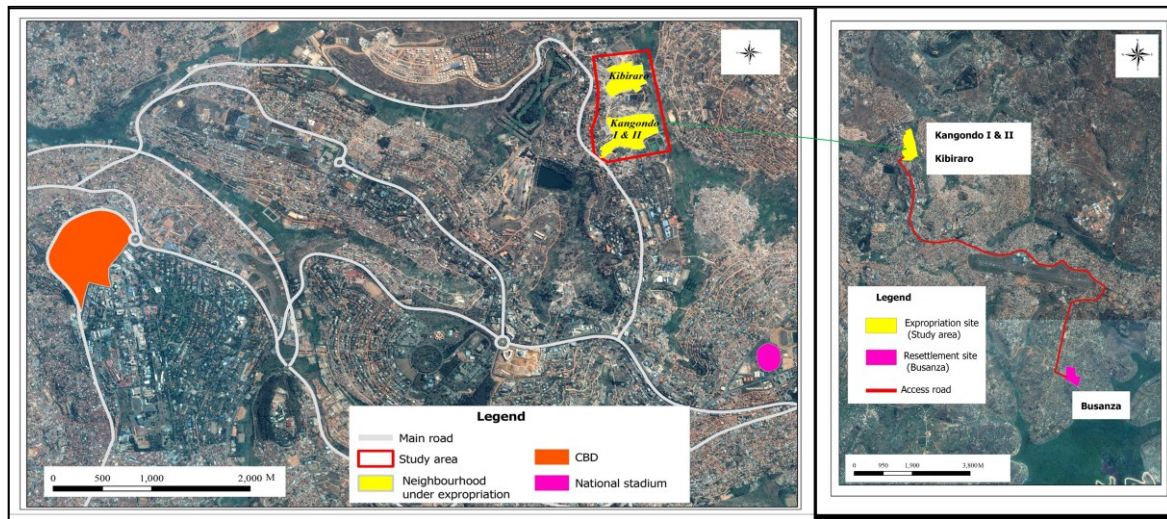 Kibiraro
Kangondo
I & II
Legend
Main road
Study area
Neighbourhood
under expropriation
CBD
National stadium
0 500 1,000 2,000 M
Kangondo I & II
Kibiraro
Legend
Expropriation site
(Study area)
Resettlement site
(Busanza)
Access road
Busanza
0 950 1,900 3,800 M